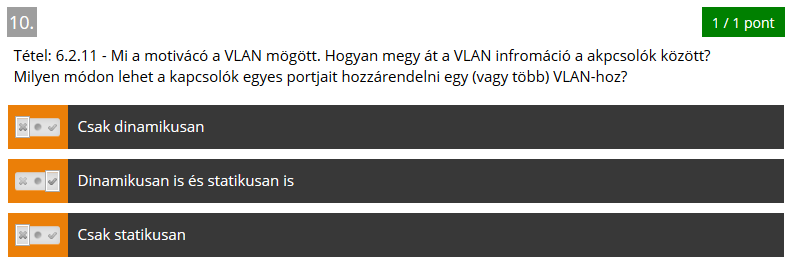 10.
1 / 1 pont
Tétel: 6.2.11 - Mi a motivácó a VLAN mögött. Hogyan megy át a VLAN infromáció a akpcsolók között?
Milyen módon lehet a kapcsolók egyes portjait hozzárendelni egy (vagy több) VLAN-hoz?
Csak dinamikusan
Dinamikusan is és statikusan is
Csak statikusan